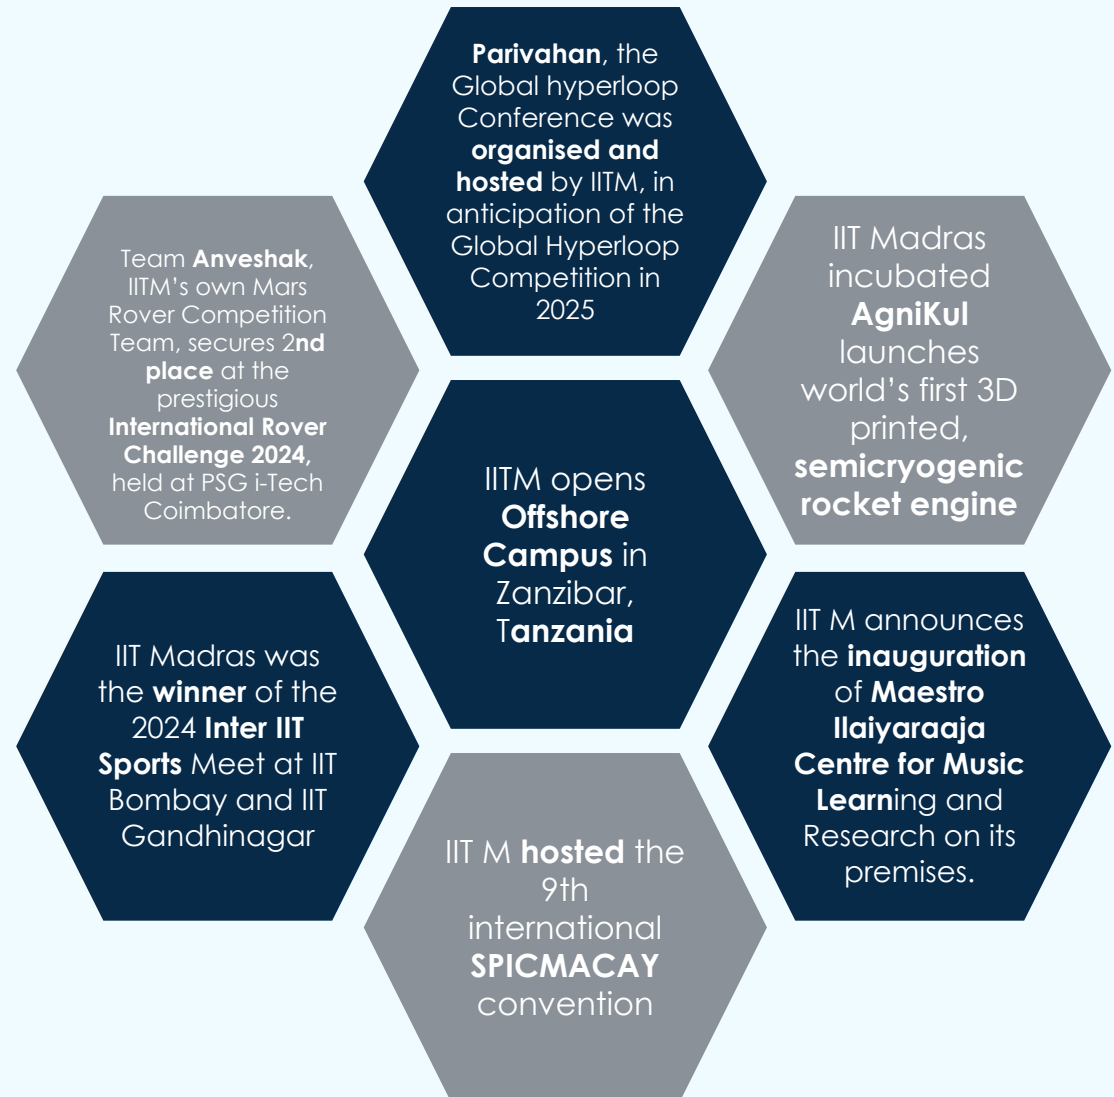 Parivahan, the
Global hyperloop
Conference was
organised and
hosted by IITM, in
anticipation of the
Global Hyperloop
Competition in
2025
Team Anveshak,
IITM's own Mars
Rover Competition
Team, secures 2nd
place at the
prestigious
International Rover
Challenge 2024,
held at PSG i-Tech
Coimbatore.
IIT Madras
incubated
AgniKul
launches
world's first 3D
printed,
semicryogenic
rocket engine
IITM opens
Offshore
Campus in
Zanzibar,
Tanzania
IIT Madras was
the winner of the
2024 Inter IIT
Sports Meet at IIT
Bombay and IIT
Gandhinagar
IIT M announces
the inauguration
of Maestro
Ilaiyaraaja
Centre for Music
Learning and
Research on its
premises.
IIT M hosted the
9th
international
SPICMACAY
convention